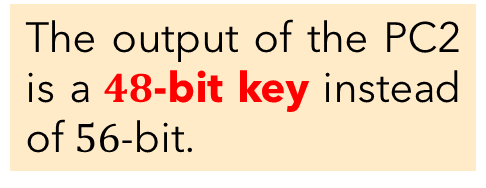 The output of the PC2
is a 48-bit key instead
of 56-bit.